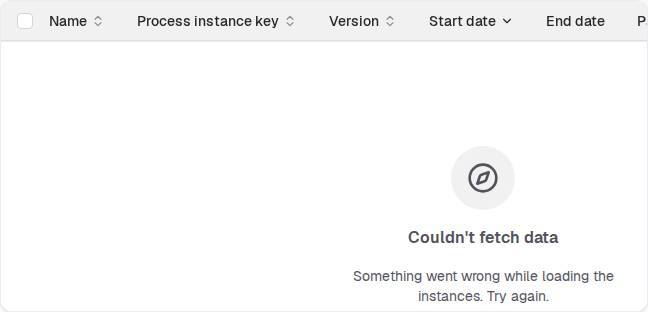 Name Process instance key Version Start date End date
Couldn't fetch data
Something went wrong while loading the
instances. Try again.